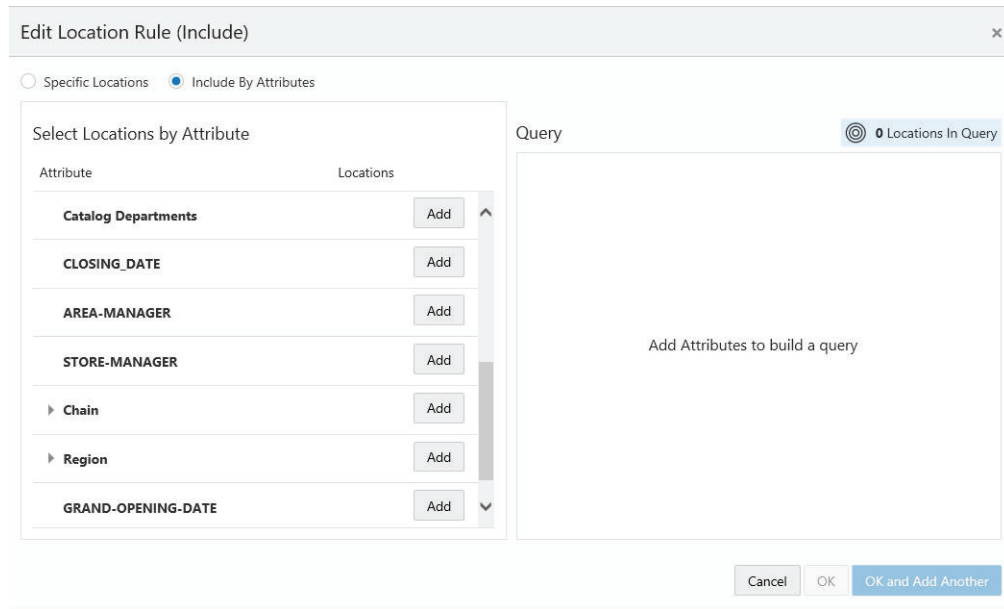 Edit Location Rule (Include)
×
Specific Locations Include By Attributes
Select Locations by Attribute
Attribute Locations
Catalog Departments Add
CLOSING_DATE Add
AREA-MANAGER Add
STORE-MANAGER Add
Chain Add
Region Add
GRAND-OPENING-DATE Add
Query 0 Locations In Query
Add Attributes to build a query
Cancel OK OK and Add Another